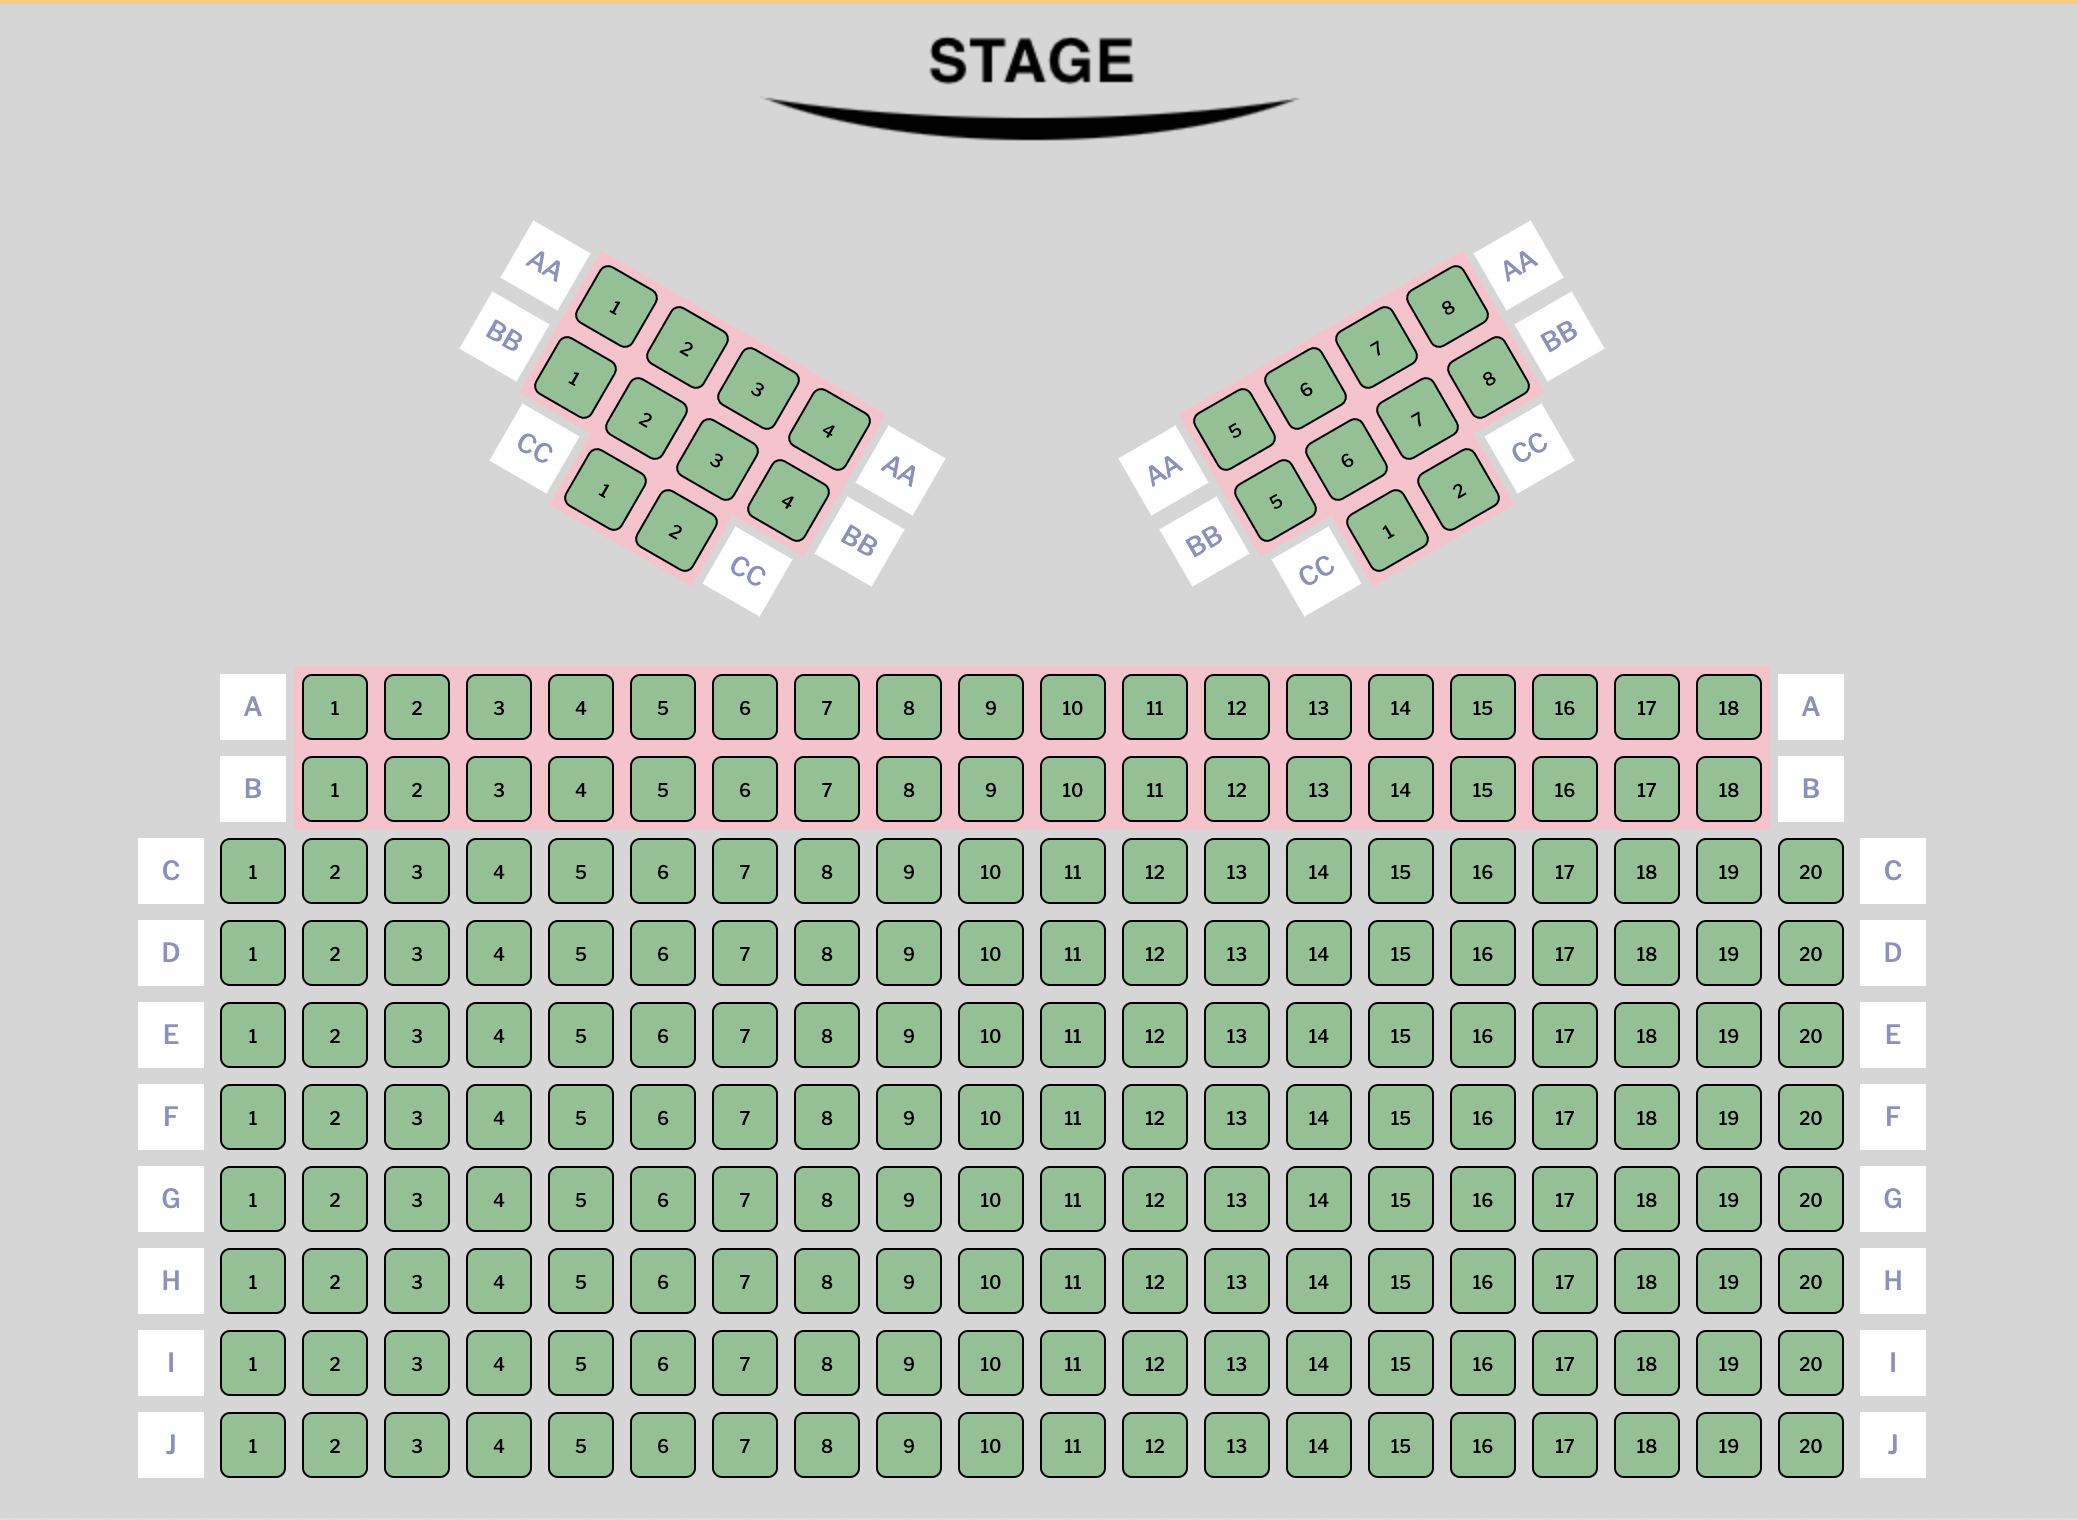 STAGE
AA 1 2 3 4 AA
BB 1 2 3 4 BB
CC 1 2 CC
AA 5 6 7 8 AA
BB 5 6 7 8 BB
CC 1 2 CC
A 1 2 3 4 5 6 7 8 9 10 11 12 13 14 15 16 17 18 A
B 1 2 3 4 5 6 7 8 9 10 11 12 13 14 15 16 17 18 B
C 1 2 3 4 5 6 7 8 9 10 11 12 13 14 15 16 17 18 19 20 C
D 1 2 3 4 5 6 7 8 9 10 11 12 13 14 15 16 17 18 19 20 D
E 1 2 3 4 5 6 7 8 9 10 11 12 13 14 15 16 17 18 19 20 E
F 1 2 3 4 5 6 7 8 9 10 11 12 13 14 15 16 17 18 19 20 F
G 1 2 3 4 5 6 7 8 9 10 11 12 13 14 15 16 17 18 19 20 G
H 1 2 3 4 5 6 7 8 9 10 11 12 13 14 15 16 17 18 19 20 H
I 1 2 3 4 5 6 7 8 9 10 11 12 13 14 15 16 17 18 19 20 I
J 1 2 3 4 5 6 7 8 9 10 11 12 13 14 15 16 17 18 19 20 J